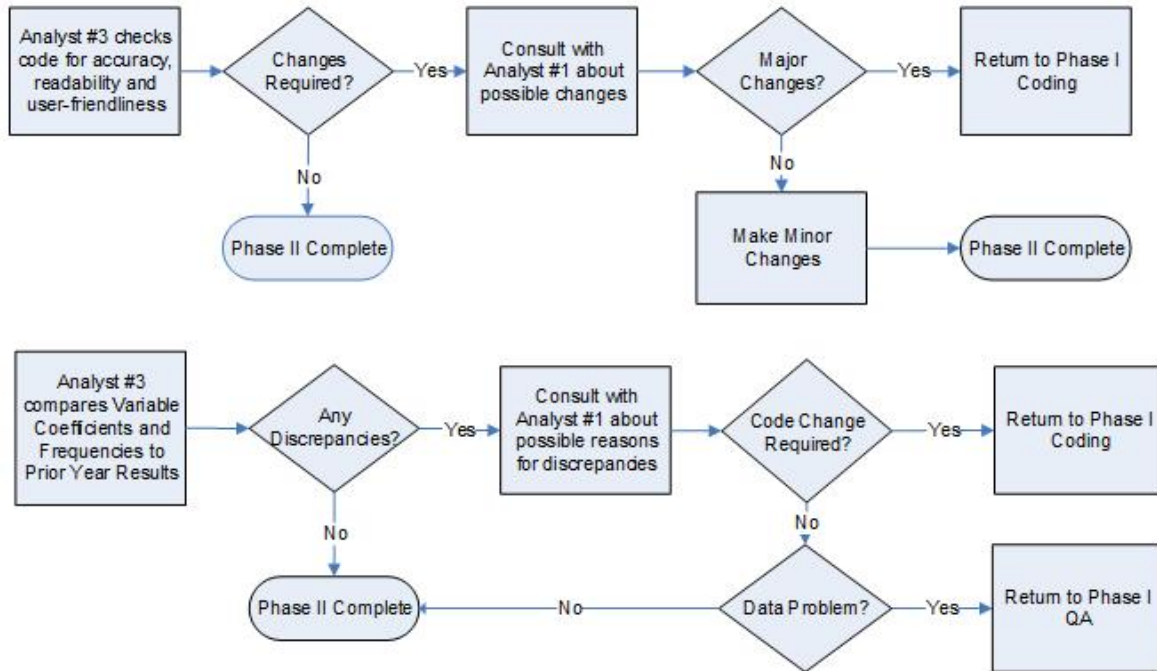 Analyst #3 checks
code for accuracy,
readability and
user-friendliness
Changes
Required?
Yes
Consult with
Analyst #1 about
possible changes
Major
Changes?
Yes
Return to Phase I
Coding
No
Phase II Complete
No
Make Minor
Changes
Phase II Complete
Analyst #3
compares Variable
Coefficients and
Frequencies to
Prior Year Results
Any
Discrepancies?
Yes
Consult with
Analyst #1 about
possible reasons
for discrepancies
Code Change
Required?
Yes
Return to Phase I
Coding
No
No
Phase II Complete
No
Data Problem?
Yes
Return to Phase I
QA